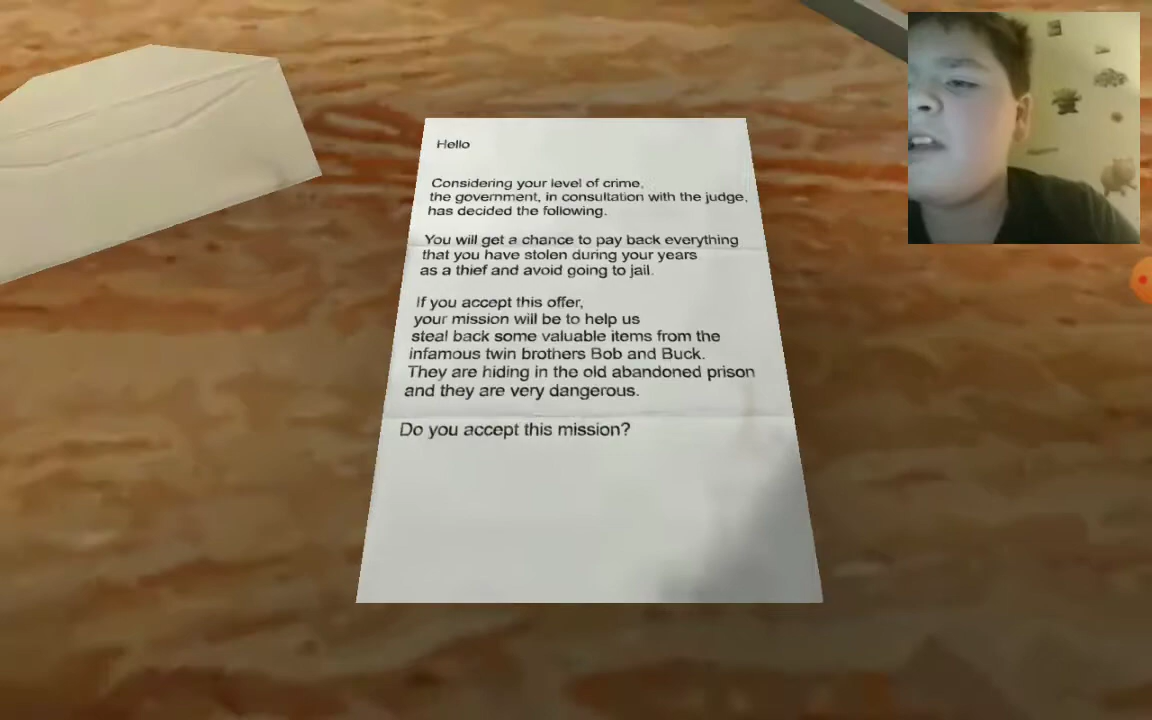 Hello
Considering your level of crime,
the government, in consultation with the judge,
has decided the following.
You will get a chance to pay back everything
that you have stolen during your years
as a thief and avoid going to jail.
If you accept this offer,
your mission will be to help us
steal back some valuable items from the
infamous twin brothers Bob and Buck.
They are hiding in the old abandoned prison
and they are very dangerous.
Do you accept this mission?